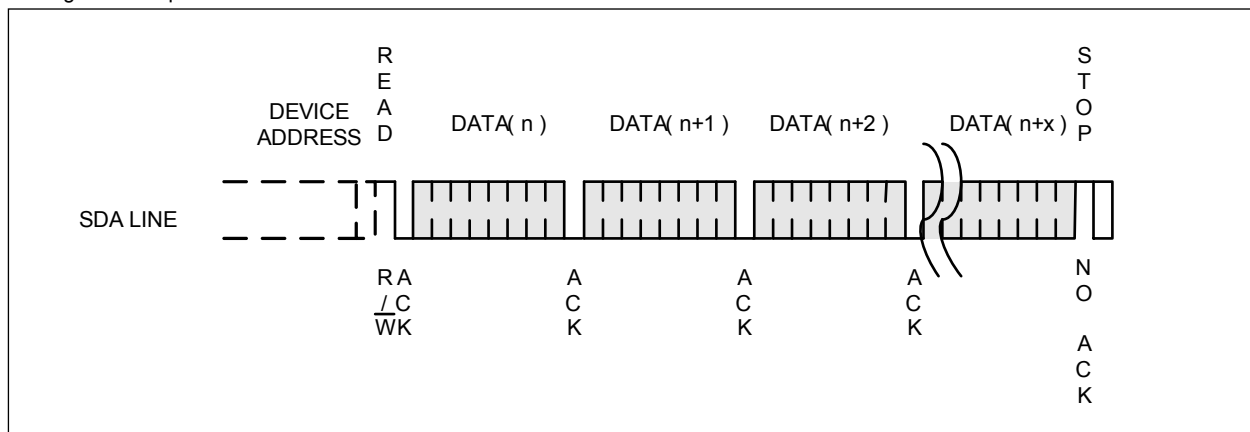 READ
STOP
DEVICE
ADDRESS
DATA( n )
DATA( n+1 )
DATA( n+2 )
DATA( n+x )
SDA LINE
R/W
ACK
ACK
ACK
ACK
NO ACK